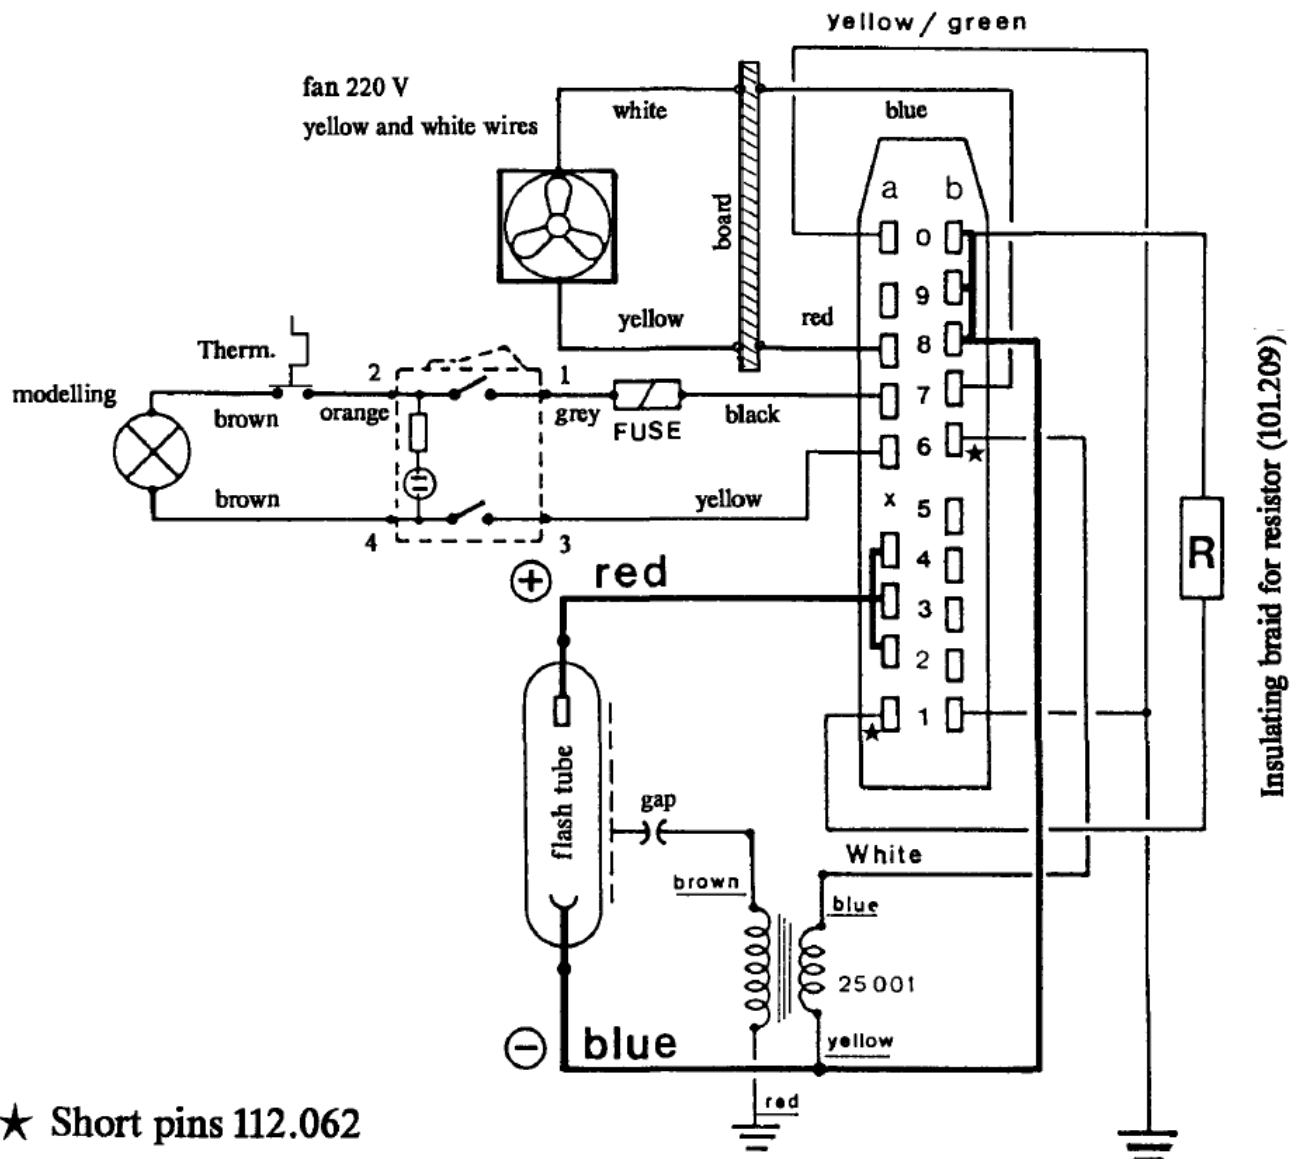 yellow / green
fan 220 V
yellow and white wires
white
blue
board
a b
0
9
8
7
6
x 5
4
3
2
1
yellow
red
Therm.
modelling
2
1
brown
orange
grey
FUSE
black
brown
yellow
4
3
+
red
R
Insulating braid for resistor (101209)
flash tube
gap
White
brown
blue
25001
yellow
−
blue
red
★ Short pins 112.062